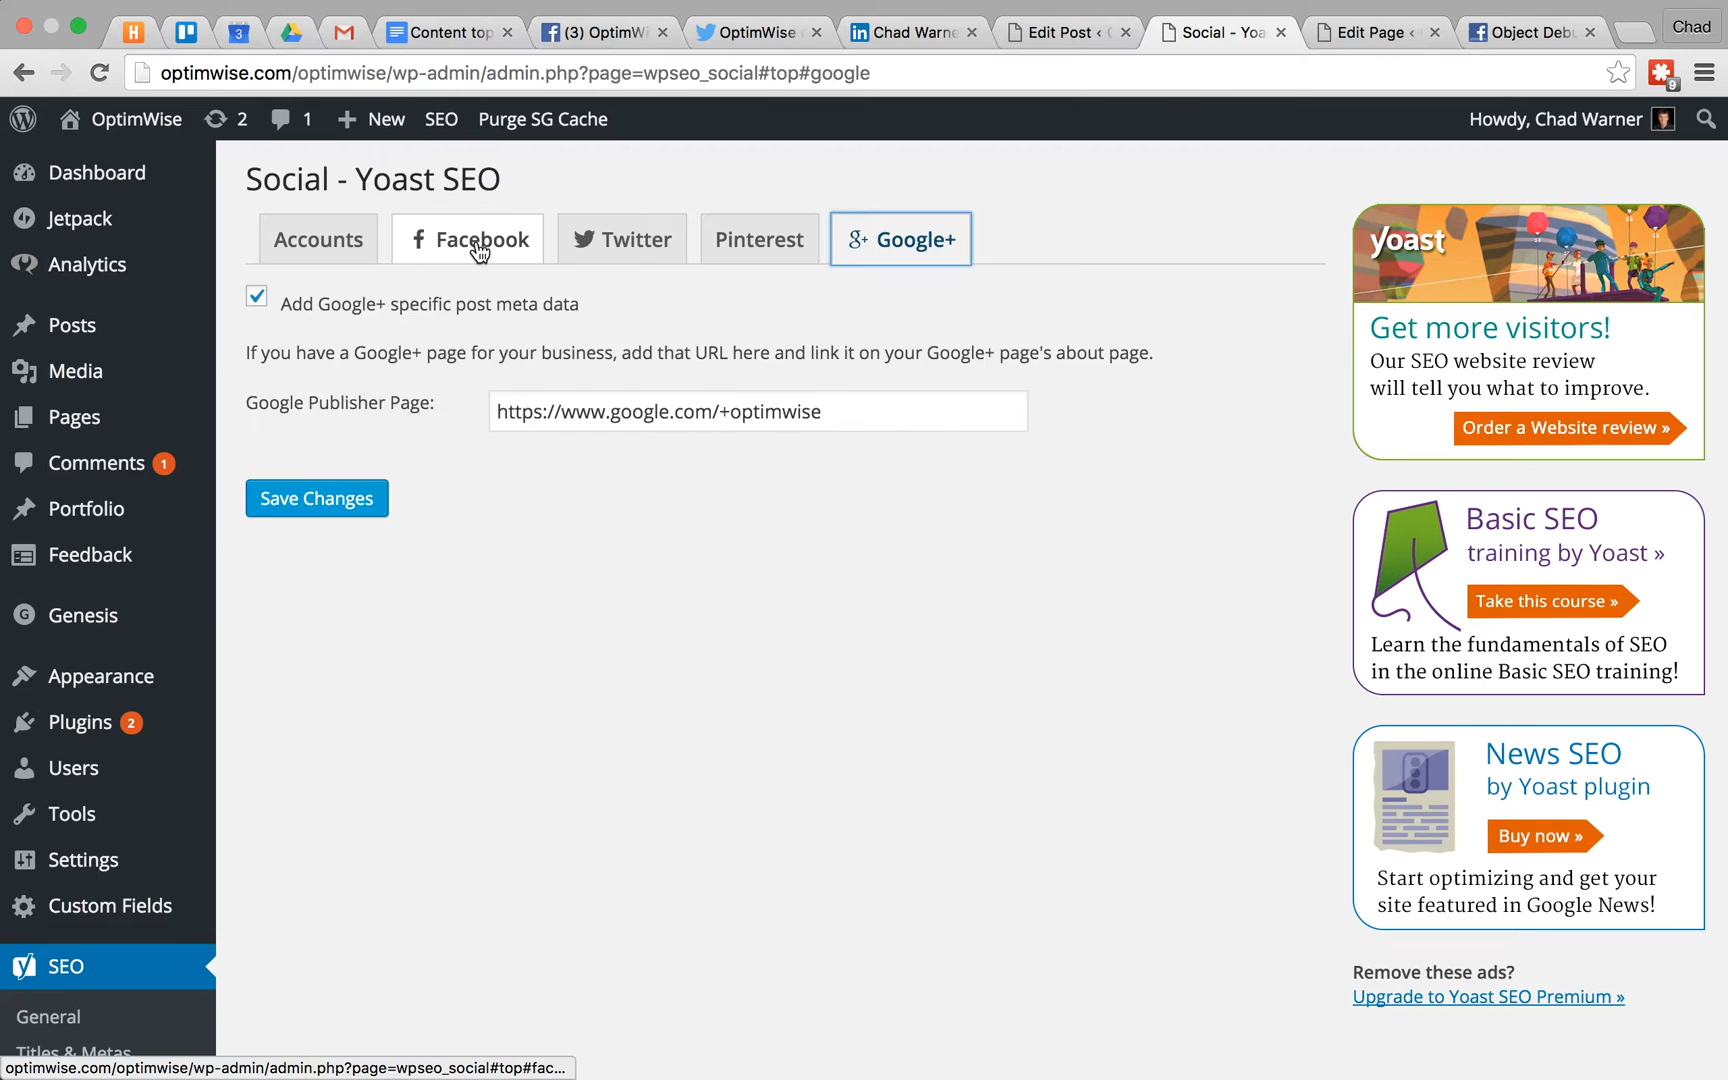 Content top
(3) OptimWi
OptimWise
Chad Warne
Edit Post ‹
Social - Yoa
Edit Page ‹
Object Debu
Chad
optimwise.com/optimwise/wp-admin/admin.php?page=wpseo_social#top#google
9
OptimWise
2
1
New
SEO
Purge SG Cache
Howdy, Chad Warner
Dashboard
Jetpack
Analytics
Posts
Media
Pages
Comments 1
Portfolio
Feedback
Genesis
Appearance
Plugins 2
Users
Tools
Settings
Custom Fields
SEO
General
Titles & Metas
Social - Yoast SEO
Accounts
Facebook
Twitter
Pinterest
Google+
Add Google+ specific post meta data
If you have a Google+ page for your business, add that URL here and link it on your Google+ page's about page.
Google Publisher Page:
https://www.google.com/+optimwise
Save Changes
yoast
Get more visitors!
Our SEO website review
will tell you what to improve.
Order a Website review »
Basic SEO
training by Yoast »
Take this course »
Learn the fundamentals of SEO
in the online Basic SEO training!
News SEO
by Yoast plugin
Buy now »
Start optimizing and get your
site featured in Google News!
Remove these ads?
Upgrade to Yoast SEO Premium »
optimwise.com/optimwise/wp-admin/admin.php?page=wpseo_social#top#fac...